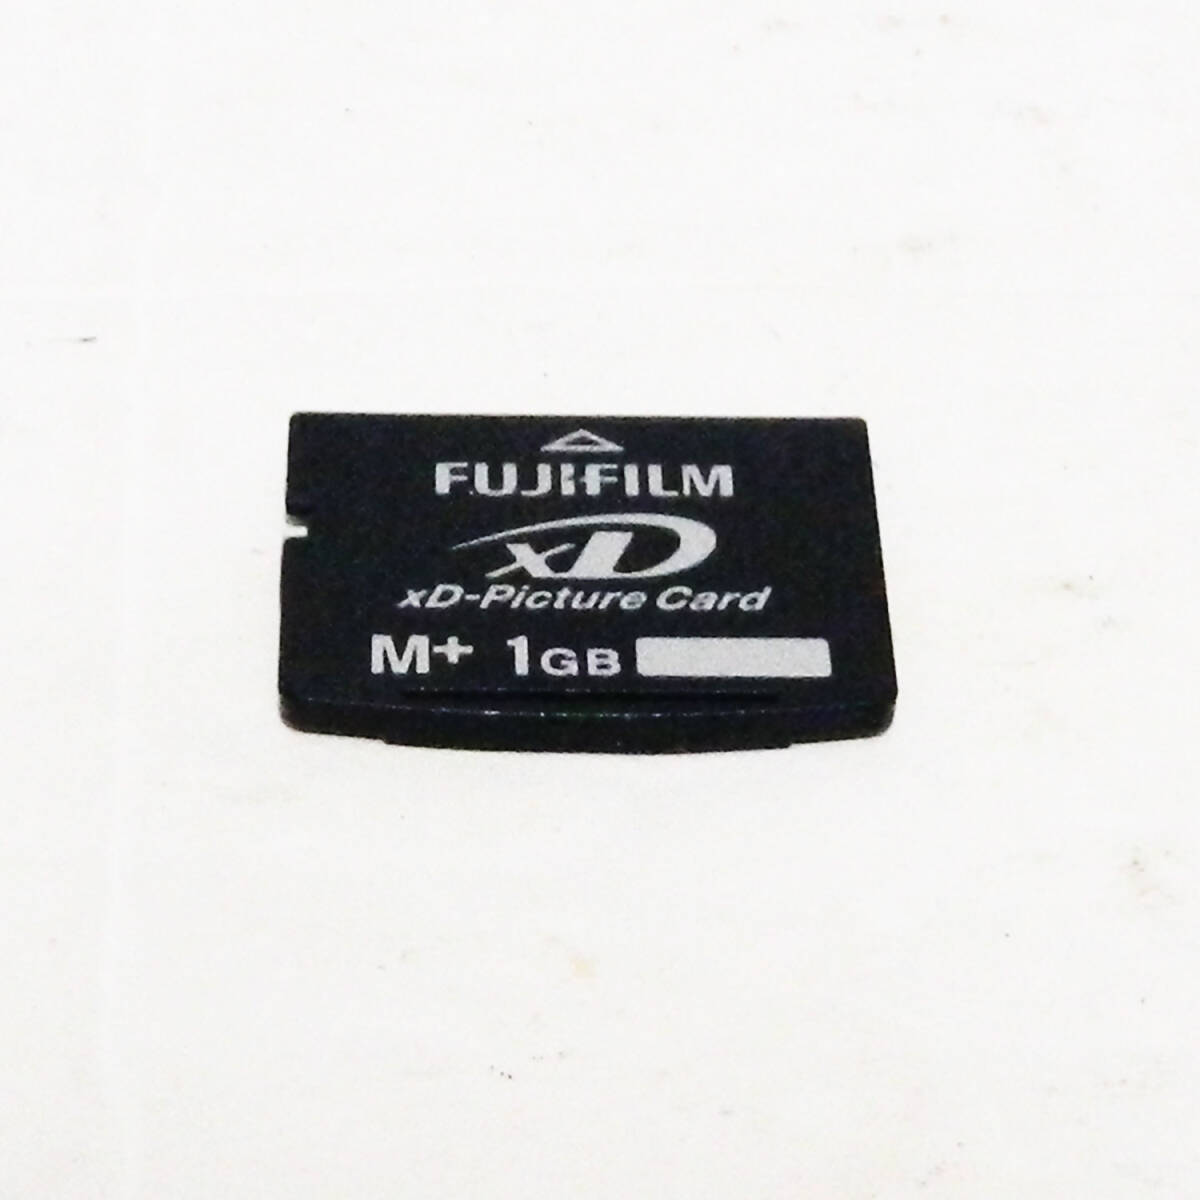 FUJIFILM
xD
xD-Picture Card
M+ 1GB